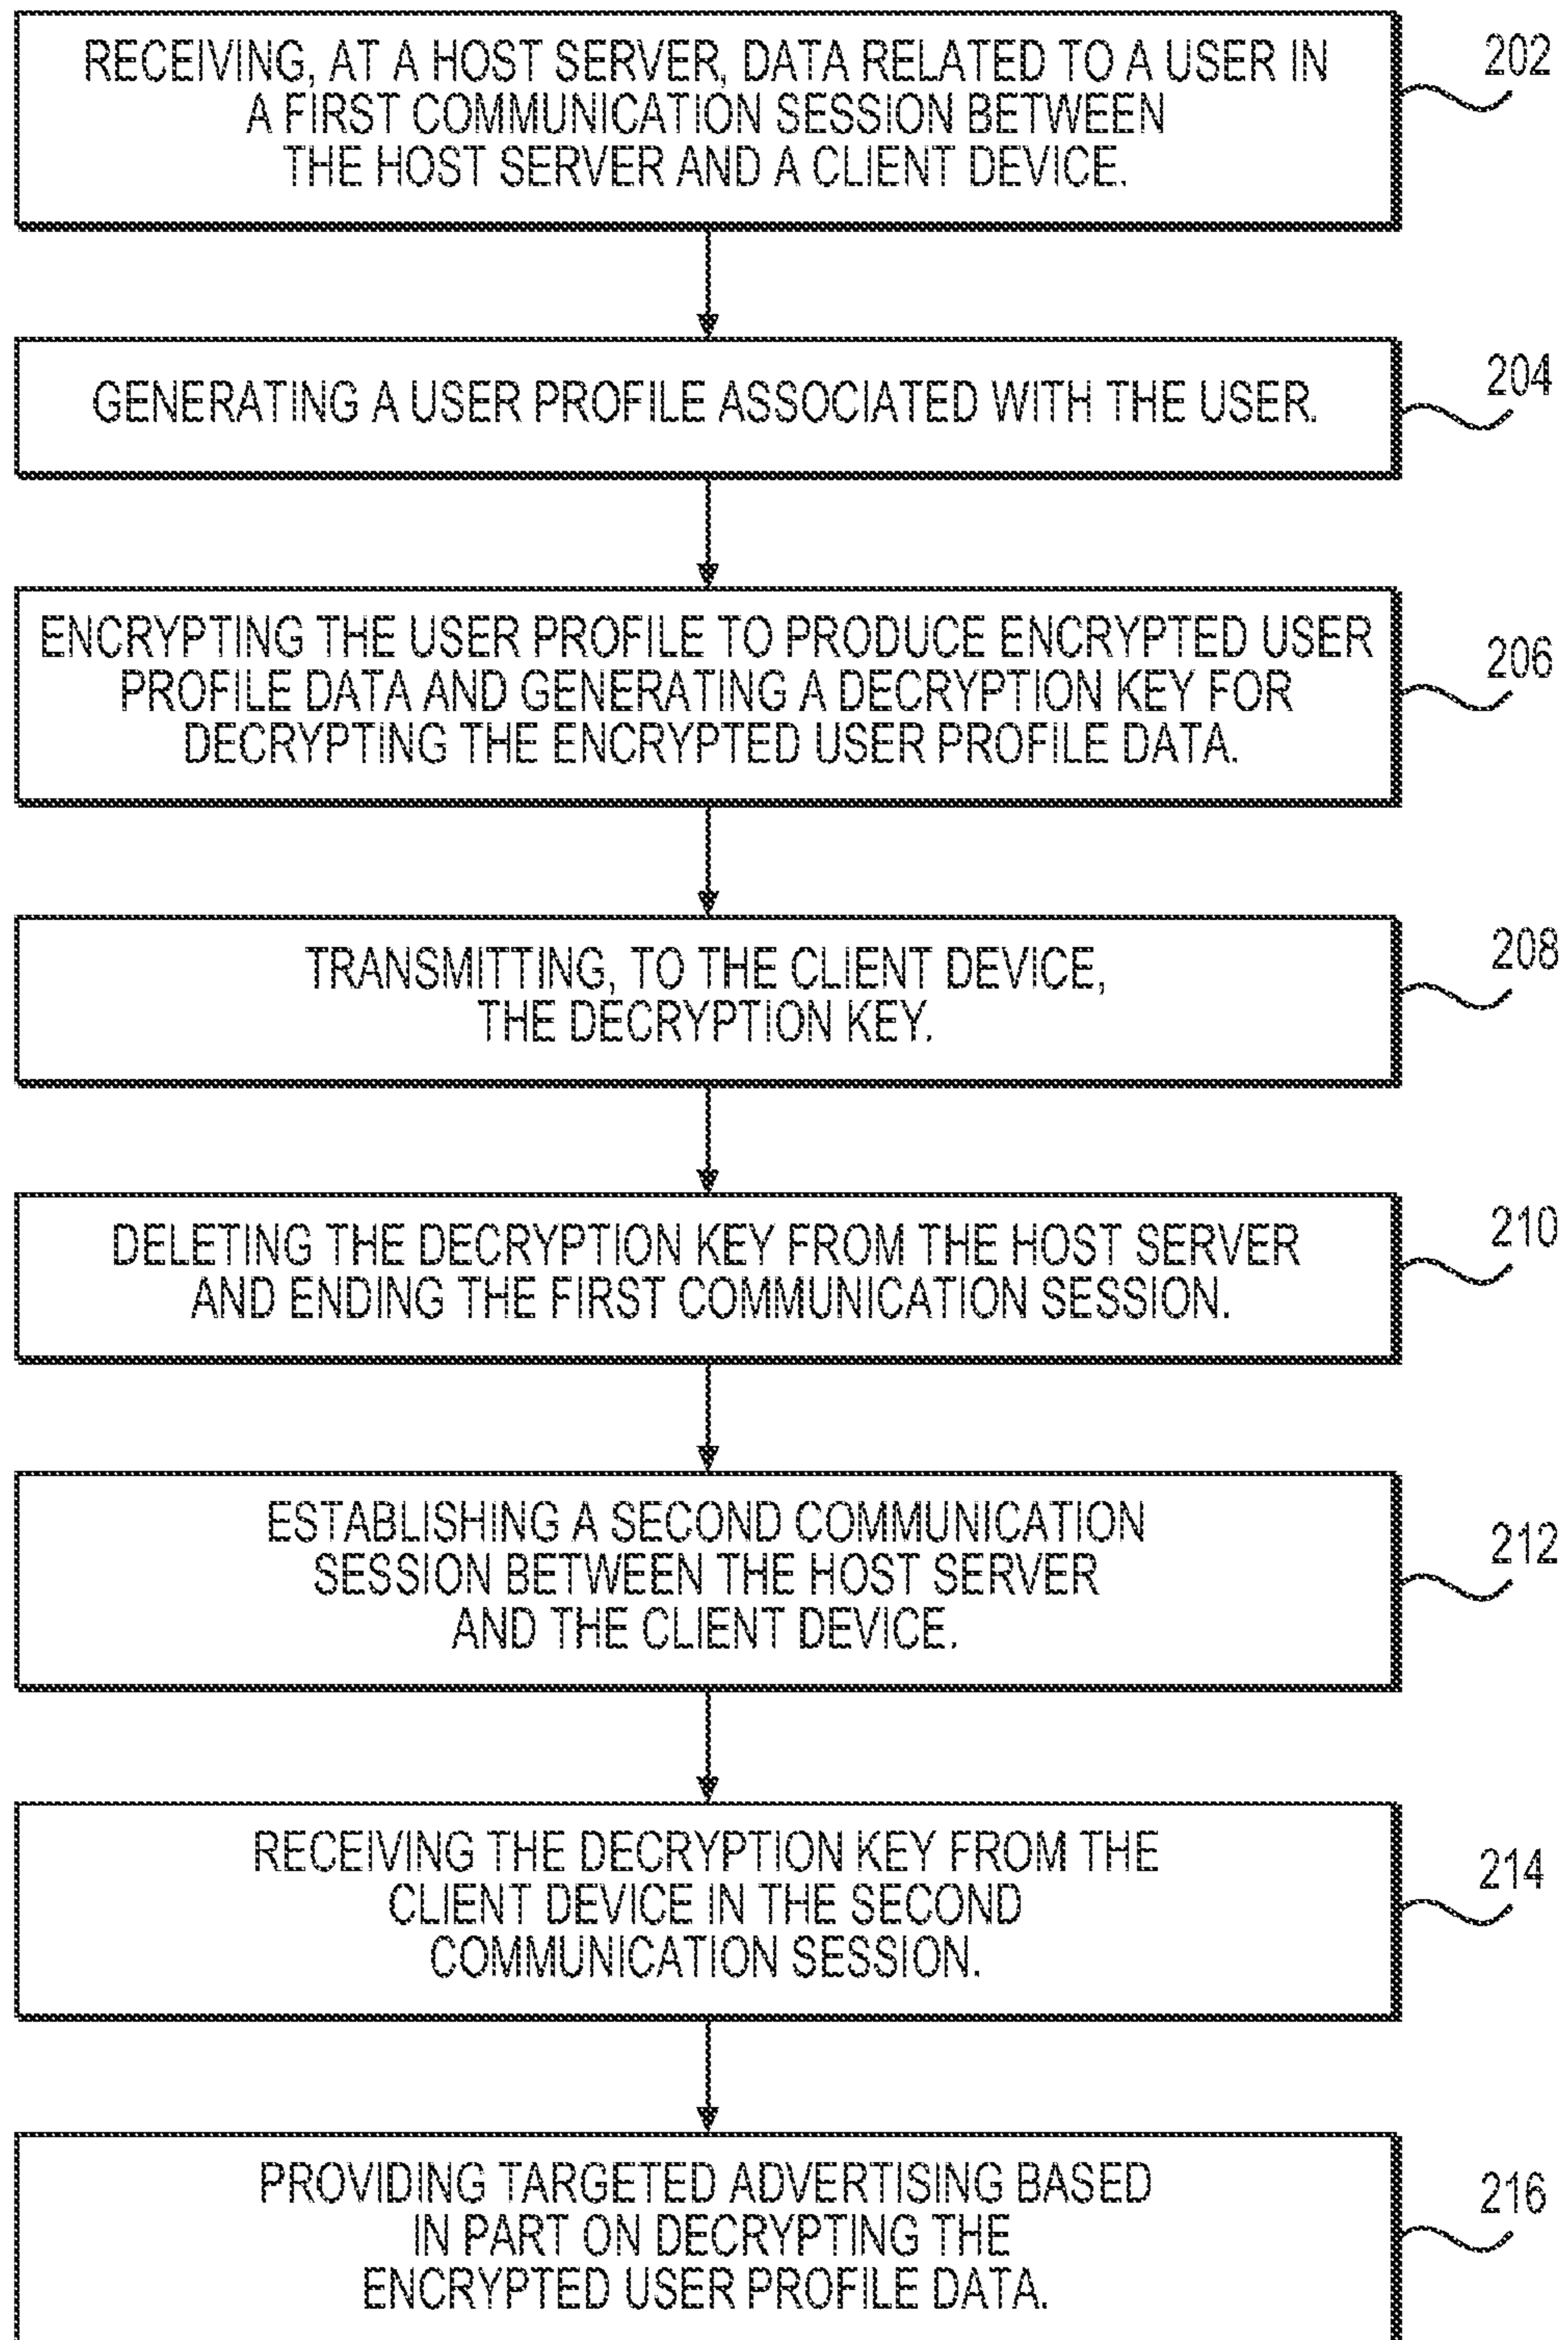 RECEIVING, AT A HOST SERVER, DATA RELATED TO A USER IN
A FIRST COMMUNICATION SESSION BETWEEN
THE HOST SERVER AND A CLIENT DEVICE.
202
GENERATING A USER PROFILE ASSOCIATED WITH THE USER.
204
ENCRYPTING THE USER PROFILE TO PRODUCE ENCRYPTED USER
PROFILE DATA AND GENERATING A DECRYPTION KEY FOR
DECRYPTING THE ENCRYPTED USER PROFILE DATA.
206
TRANSMITTING, TO THE CLIENT DEVICE,
THE DECRYPTION KEY.
208
DELETING THE DECRYPTION KEY FROM THE HOST SERVER
AND ENDING THE FIRST COMMUNICATION SESSION.
210
ESTABLISHING A SECOND COMMUNICATION
SESSION BETWEEN THE HOST SERVER
AND THE CLIENT DEVICE.
212
RECEIVING THE DECRYPTION KEY FROM THE
CLIENT DEVICE IN THE SECOND
COMMUNICATION SESSION.
214
PROVIDING TARGETED ADVERTISING BASED
IN PART ON DECRYPTING THE
ENCRYPTED USER PROFILE DATA.
216